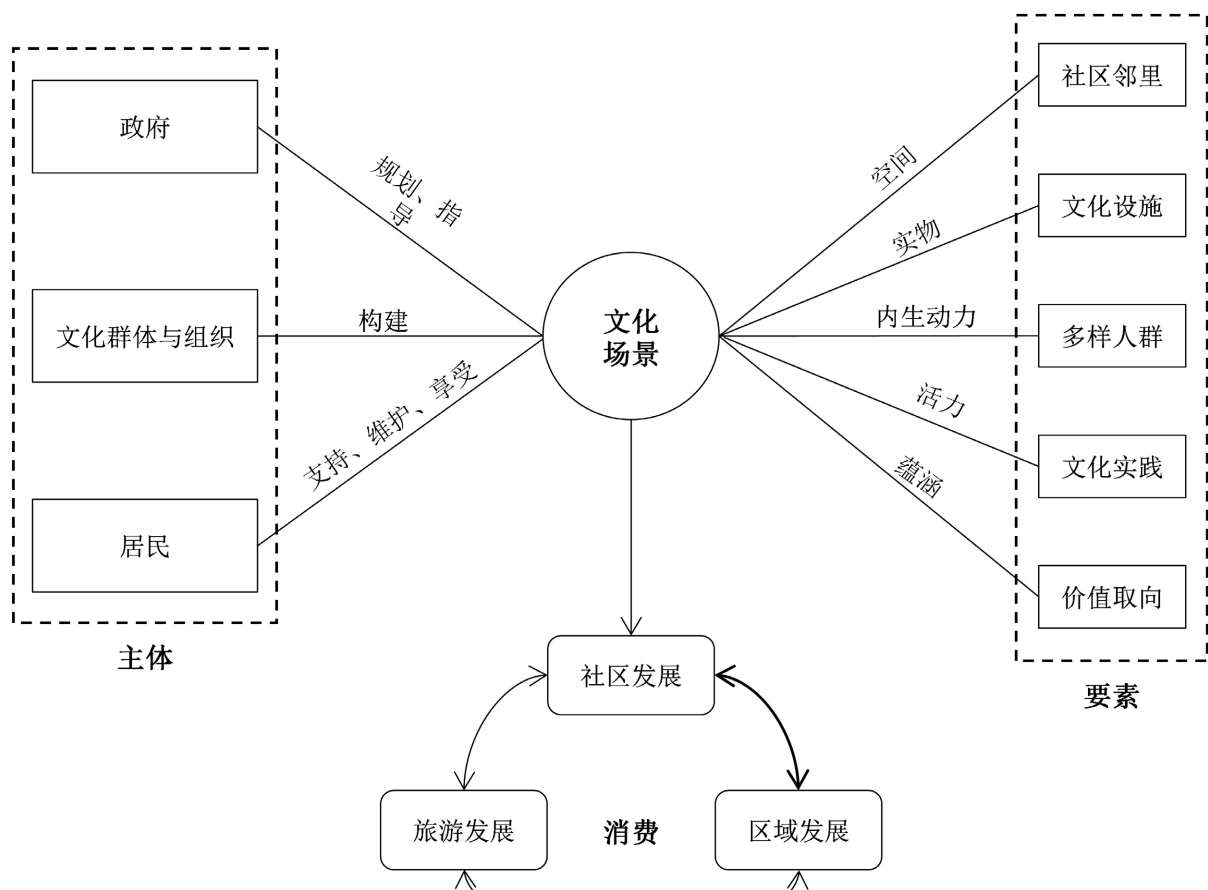 政府
文化群体与组织
居民
主体
规划、指
导
构建
支持、维护、享受
文化
场景
空间
实物
内生动力
活力
蕴涵
社区邻里
文化设施
多样人群
文化实践
价值取向
要素
社区发展
旅游发展
消费
区域发展